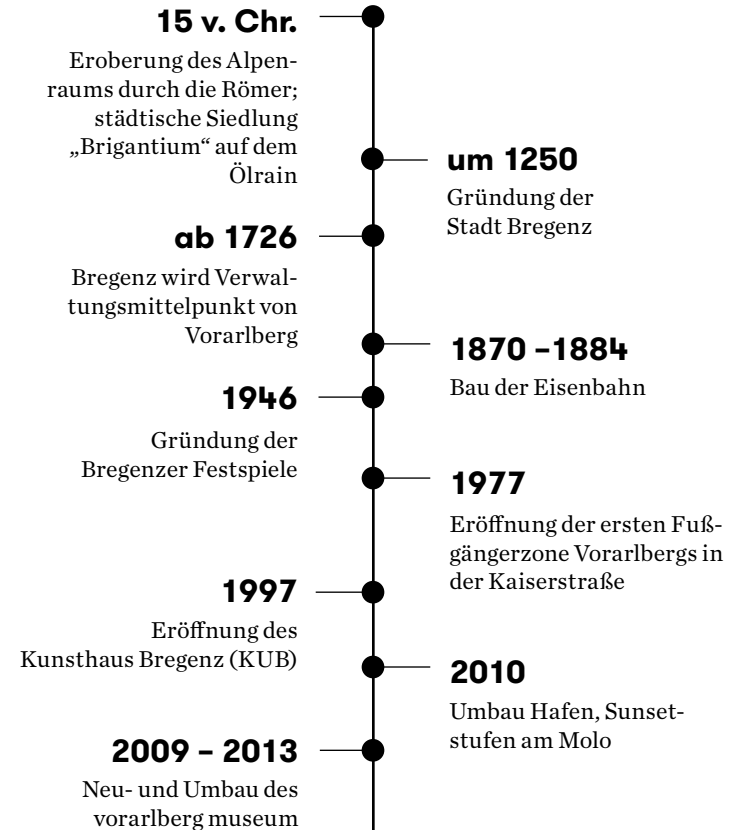 15 v. Chr.
Eroberung des Alpen-
raums durch die Römer;
städtische Siedlung
„Brigantium“ auf dem
Ölrain
um 1250
Gründung der
Stadt Bregenz
ab 1726
Bregenz wird Verwal-
tungsmittelpunkt von
Vorarlberg
1870 –1884
Bau der Eisenbahn
1946
Gründung der
Bregenzer Festspiele
1977
Eröffnung der ersten Fuß-
gängerzone Vorarlbergs in
der Kaiserstraße
1997
Eröffnung des
Kunsthaus Bregenz (KUB)
2010
Umbau Hafen, Sunset-
stufen am Molo
2009 – 2013
Neu- und Umbau des
vorarlberg museum